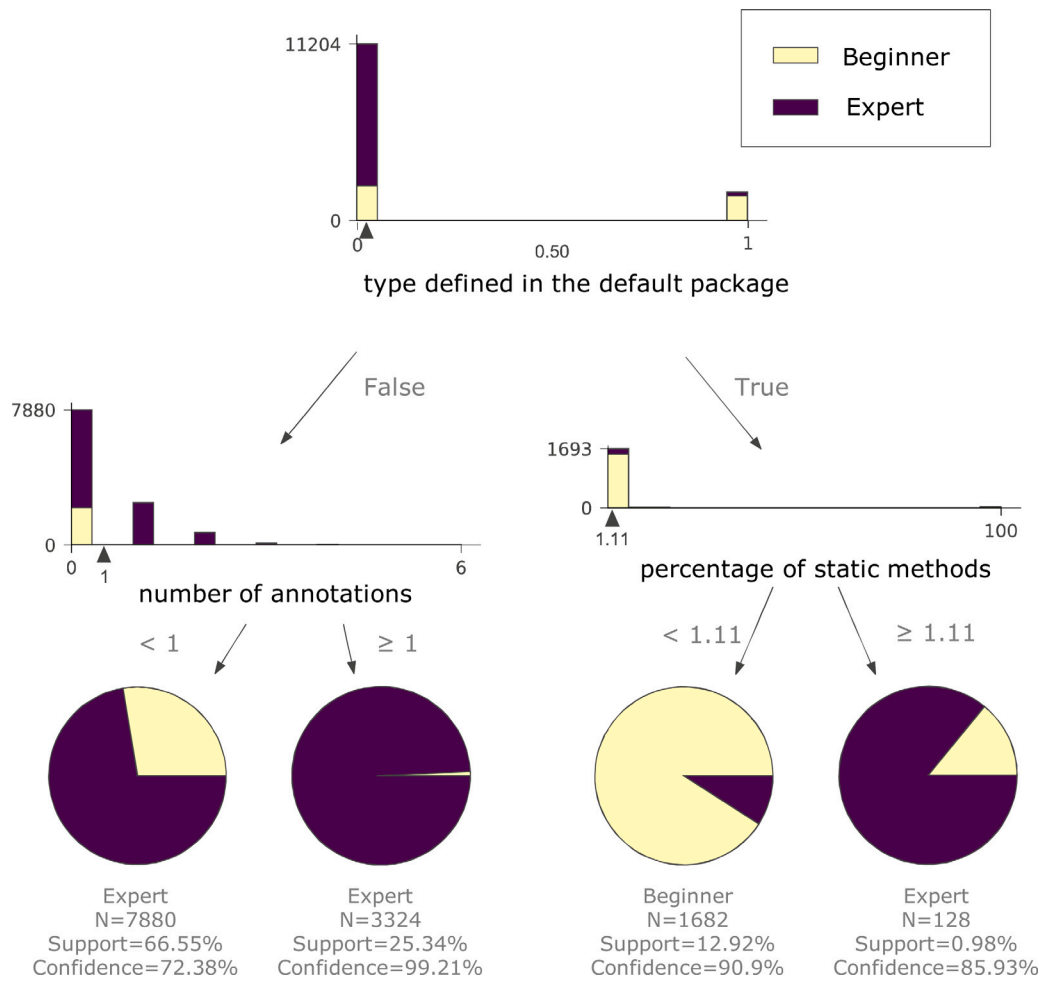 11204
0
0
0.50
1
Beginner
Expert
type defined in the default package
False
True
7880
0
0
1
6
number of annotations
1693
0
1.11
100
percentage of static methods
< 1
≥ 1
< 1.11
≥ 1.11
Expert
N=7880
Support=66.55%
Confidence=72.38%
Expert
N=3324
Support=25.34%
Confidence=99.21%
Beginner
N=1682
Support=12.92%
Confidence=90.9%
Expert
N=128
Support=0.98%
Confidence=85.93%